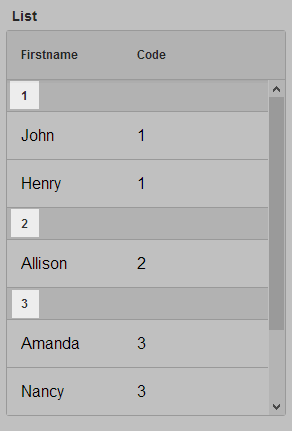 List
Firstname Code
1
John 1
Henry 1
2
Allison 2
3
Amanda 3
Nancy 3